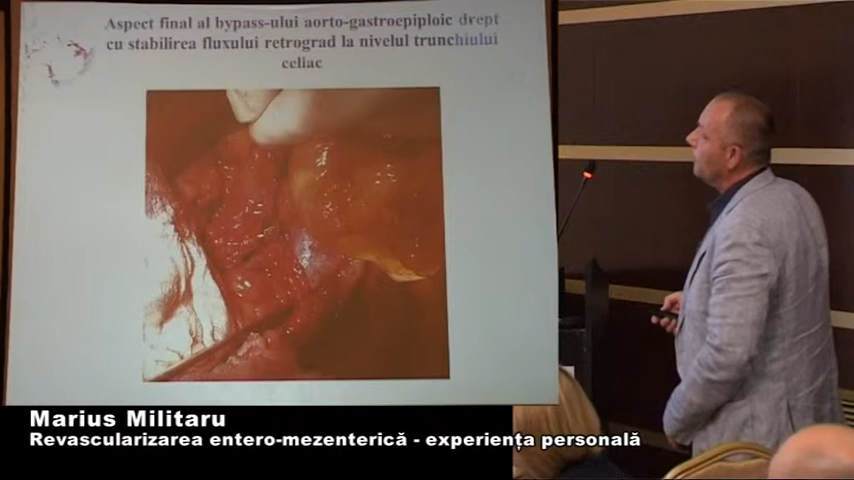 Aspect final al bypass-ului aorto-gastroepiploic drept
cu stabilirea fluxului retrograd la nivelul trunchiului
celiac
Marius Militaru
Revascularizarea entero-mezenterică - experiența personală